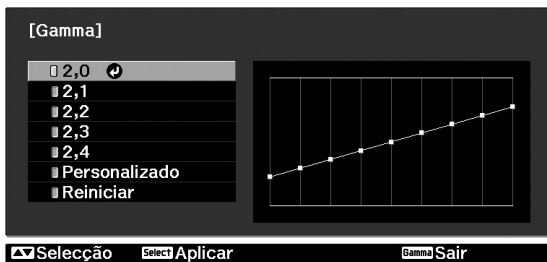 [Gamma]
2,0
2,1
2,2
2,3
2,4
Personalizado
Reiniciar
Selecção Select Aplicar Gamma Sair